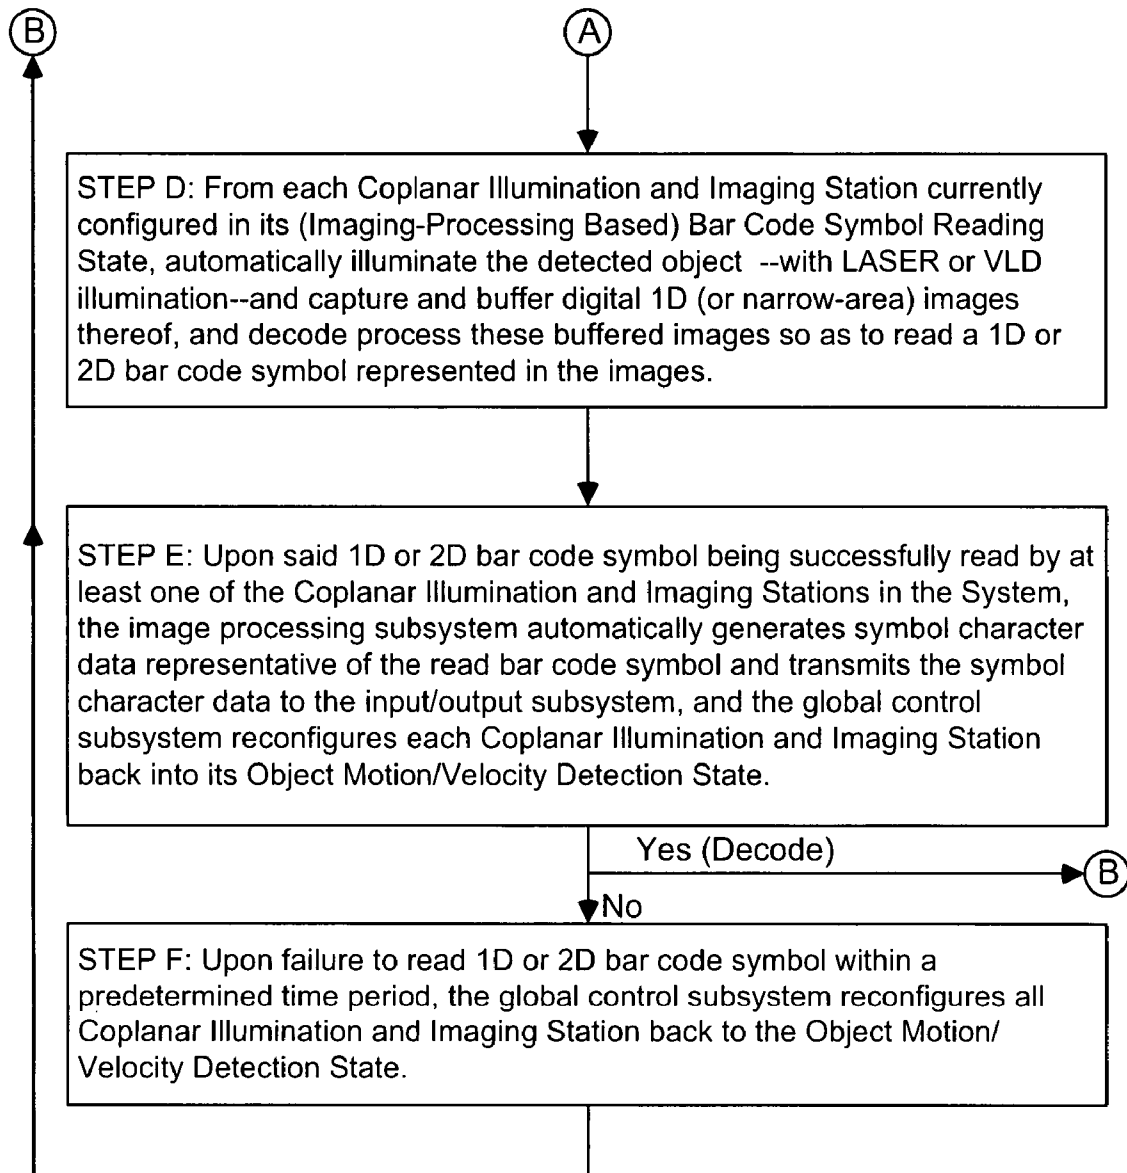 B
A
STEP D: From each Coplanar Illumination and Imaging Station currently
configured in its (Imaging-Processing Based) Bar Code Symbol Reading
State, automatically illuminate the detected object --with LASER or VLD
illumination--and capture and buffer digital 1D (or narrow-area) images
thereof, and decode process these buffered images so as to read a 1D or
2D bar code symbol represented in the images.
STEP E: Upon said 1D or 2D bar code symbol being successfully read by at
least one of the Coplanar Illumination and Imaging Stations in the System,
the image processing subsystem automatically generates symbol character
data representative of the read bar code symbol and transmits the symbol
character data to the input/output subsystem, and the global control
subsystem reconfigures each Coplanar Illumination and Imaging Station
back into its Object Motion/Velocity Detection State.
Yes (Decode)
B
No
STEP F: Upon failure to read 1D or 2D bar code symbol within a
predetermined time period, the global control subsystem reconfigures all
Coplanar Illumination and Imaging Station back to the Object Motion/
Velocity Detection State.